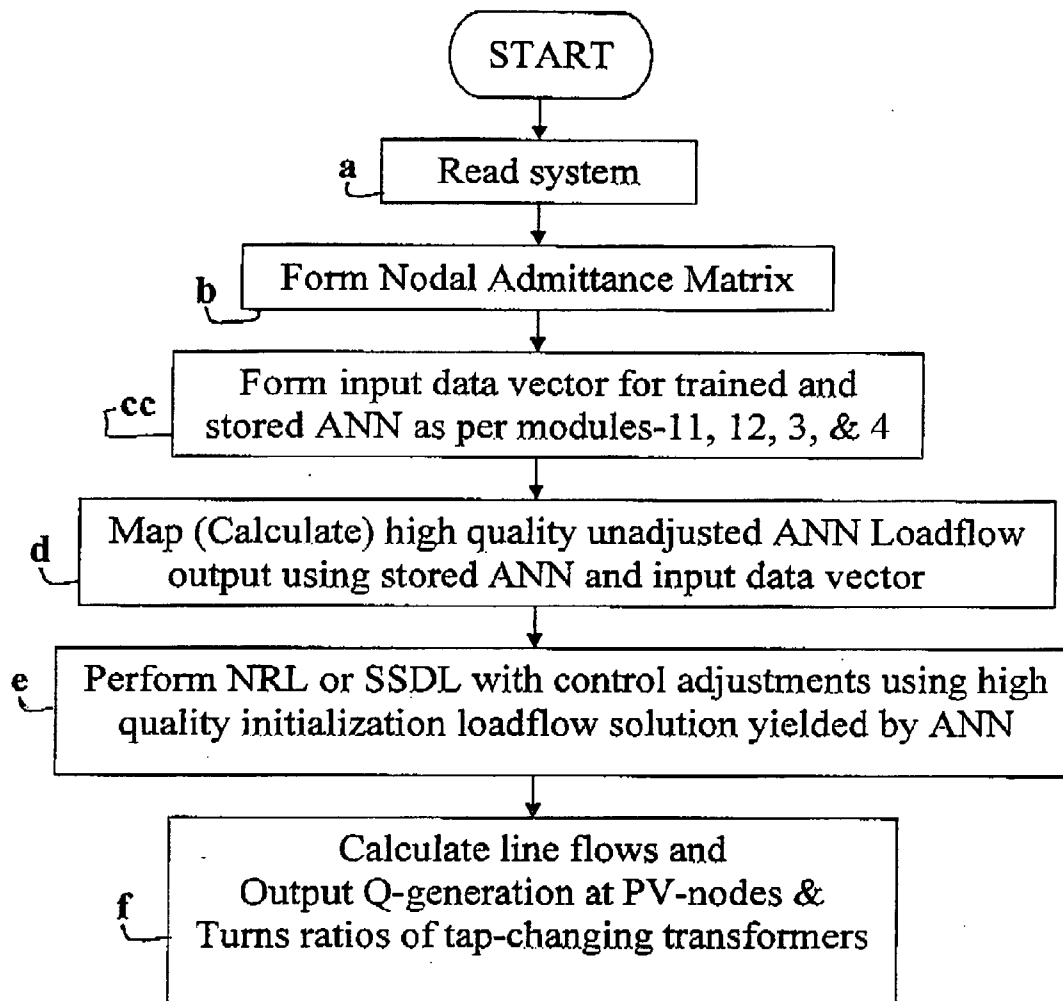 START
a
Read system
b
Form Nodal Admittance Matrix
cc
Form input data vector for trained and
stored ANN as per modules-11, 12, 3, & 4
d
Map (Calculate) high quality unadjusted ANN Loadflow
output using stored ANN and input data vector
e
Perform NRL or SSDL with control adjustments using high
quality initialization loadflow solution yielded by ANN
f
Calculate line flows and
Output Q-generation at PV-nodes &
Turns ratios of tap-changing transformers